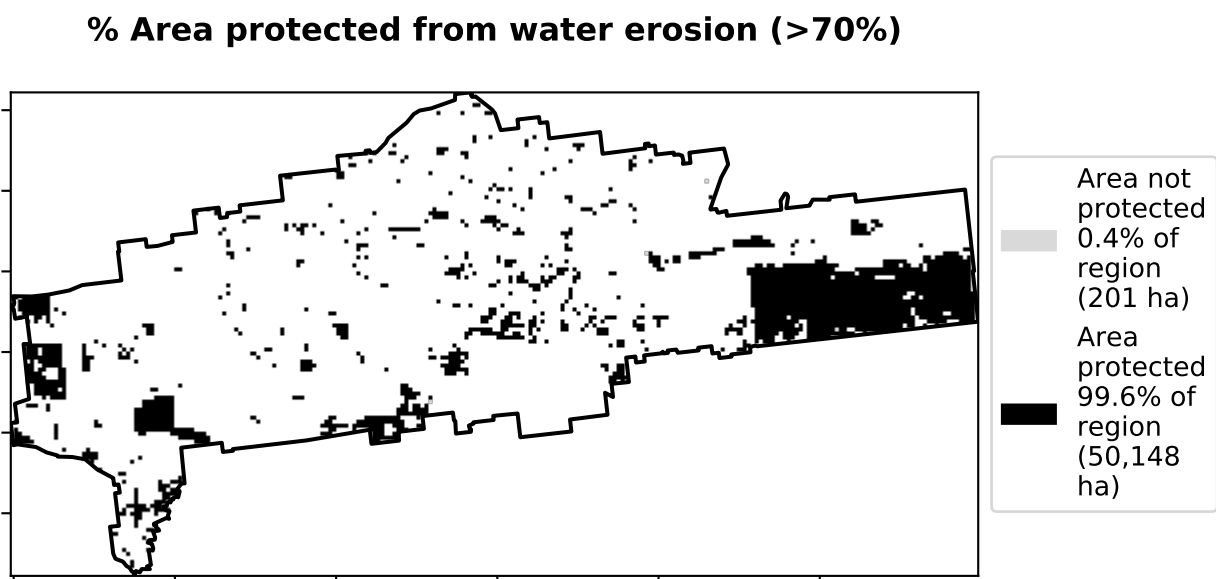 % Area protected from water erosion (>70%)
Area not
protected
0.4% of
region
(201 ha)
Area
protected
99.6% of
region
(50,148
ha)